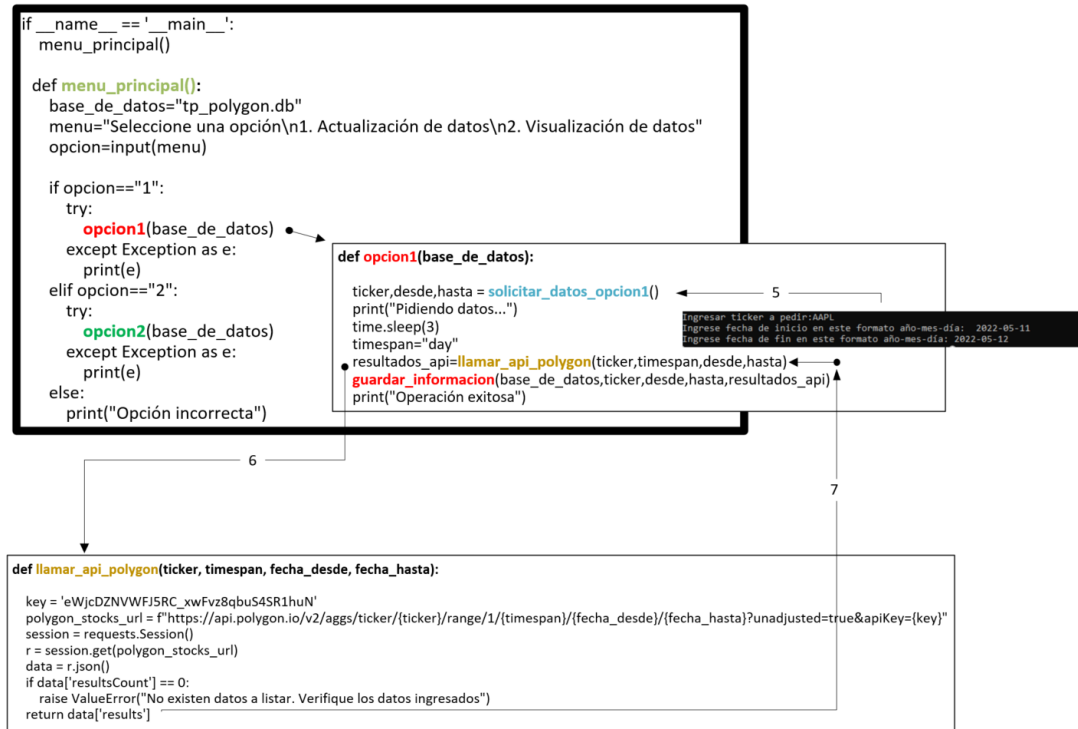 if __name__ == '__main__':
menu_principal()
def menu_principal():
base_de_datos="tp_polygon.db"
menu="Seleccione una opción\n1. Actualización de datos\n2. Visualización de datos"
opcion=input(menu)
if opcion=="1":
try:
opcion1(base_de_datos)
except Exception as e:
print(e)
elif opcion=="2":
try:
opcion2(base_de_datos)
except Exception as e:
print(e)
else:
print("Opción incorrecta")
def opcion1(base_de_datos):
ticker,desde,hasta = solicitar_datos_opcion1()
print("Pidiendo datos...")
time.sleep(3)
timespan="day"
resultados_api=llamar_api_polygon(ticker,timespan,desde,hasta)
guardar_informacion(base_de_datos,ticker,desde,hasta,resultados_api)
print("Operación exitosa")
5
Ingresar ticker a pedir:AAPL
Ingrese fecha de inicio en este formato año-mes-día: 2022-05-11
Ingrese fecha de fin en este formato año-mes-día: 2022-05-12
6
7
def llamar_api_polygon(ticker, timespan, fecha_desde, fecha_hasta):
key = 'eWjcDZNVWFJ5RC_xwFvz8qbuS4SR1huN'
polygon_stocks_url = f"https://api.polygon.io/v2/aggs/ticker/{ticker}/range/1/{timespan}/{fecha_desde}/{fecha_hasta}?unadjusted=true&apiKey={key}"
session = requests.Session()
r = session.get(polygon_stocks_url)
data = r.json()
if data['resultsCount'] == 0:
raise ValueError("No existen datos a listar. Verifique los datos ingresados")
return data['results']